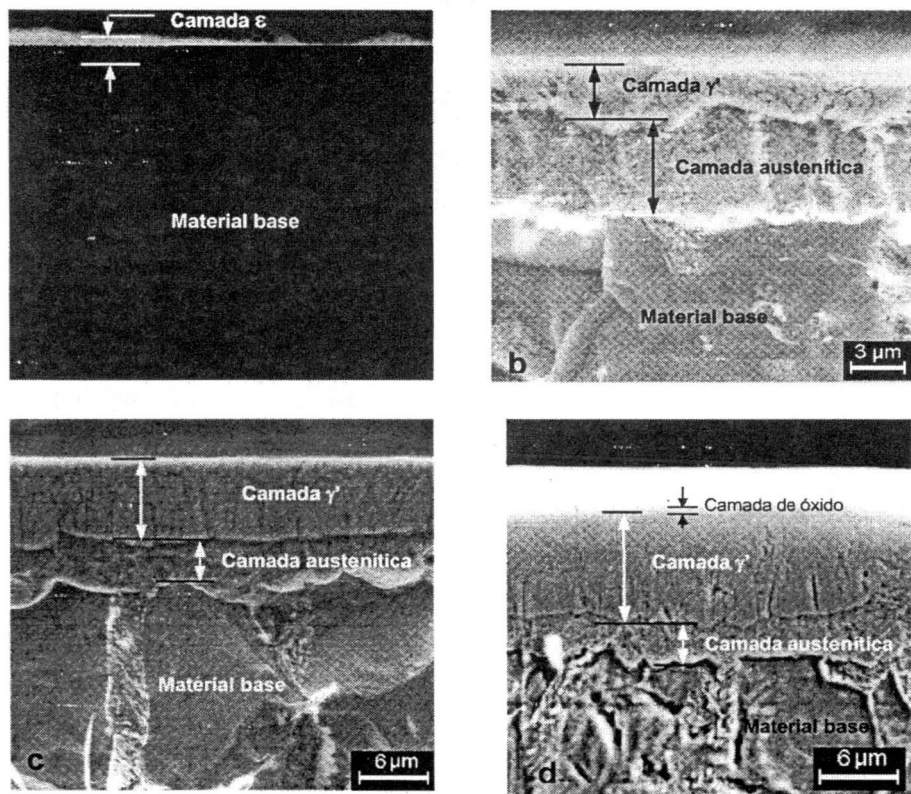 Camada ε
Material base
Camada γ'
Camada austenítica
Material base
b
3 μm
Camada γ'
Camada austenítica
Material base
c
6 μm
Camada de óxido
Camada γ'
Camada austenítica
Material base
d
6 μm